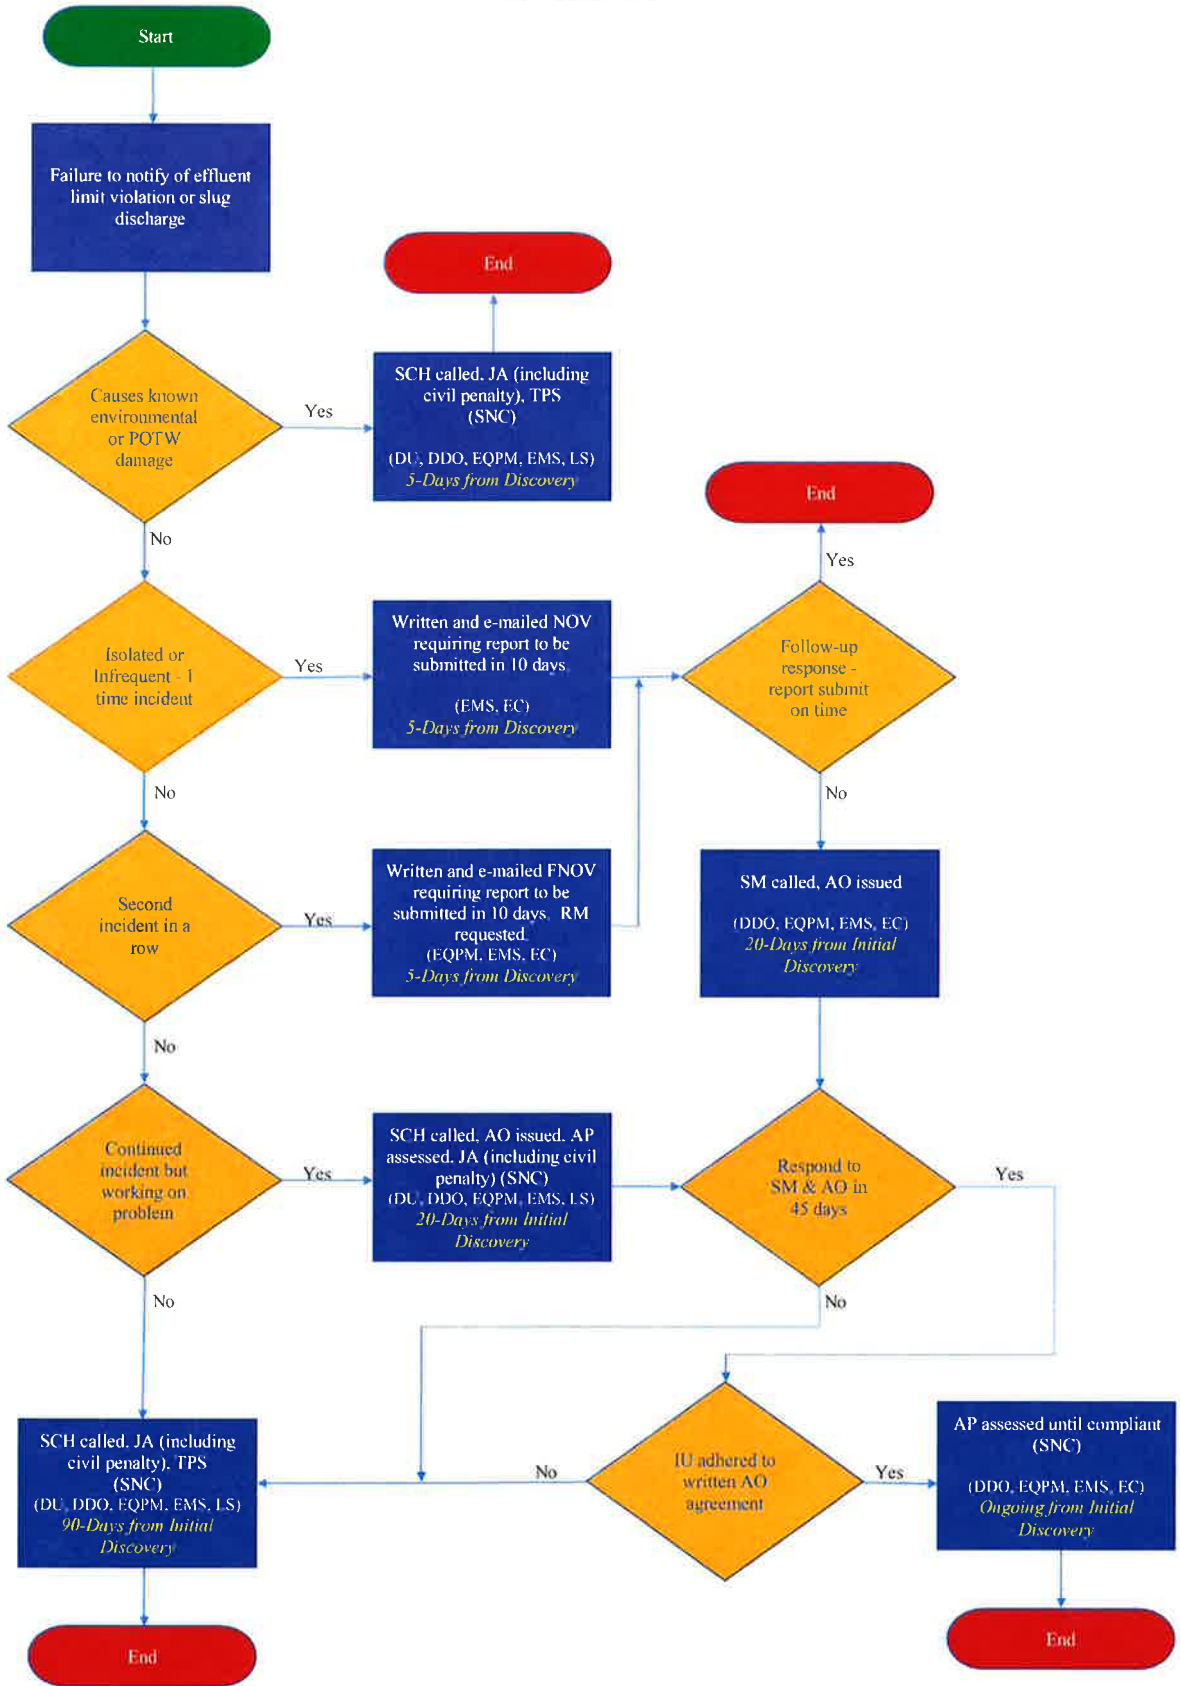 Start
Failure to notify of effluent
limit violation or slug
discharge
End
Causes known
environmental
or POTW
damage
Yes
SCH called, JA (including
civil penalty), TPS
(SNC)
(DU, DDO, EQPM, EMS, LS)
5-Days from Discovery
End
No
Yes
Isolated or
Infrequent - 1
time incident
Yes
Written and e-mailed NOV
requiring report to be
submitted in 10 days.
(EMS, EC)
5-Days from Discovery
Follow-up
response -
report submit
on time
No
No
Second
incident in a
row
Yes
Written and e-mailed FNOV
requiring report to be
submitted in 10 days. RM
requested.
(EQPM, EMS, EC)
5-Days from Discovery
SM called, AO issued
(DDO, EQPM, EMS, EC)
20-Days from Initial
Discovery
No
Continued
incident but
working on
problem
Yes
SCH called, AO issued, AP
assessed, JA (including civil
penalty) (SNC)
(DU, DDO, EQPM, EMS, LS)
20-Days from Initial
Discovery
Respond to
SM & AO in
45 days
Yes
No
No
SCH called, JA (including
civil penalty), TPS
(SNC)
(DU, DDO, EQPM, EMS, LS)
90-Days from Initial
Discovery
No
IU adhered to
written AO
agreement
Yes
AP assessed until compliant
(SNC)
(DDO, EQPM, EMS, EC)
Ongoing from Initial
Discovery
End
End